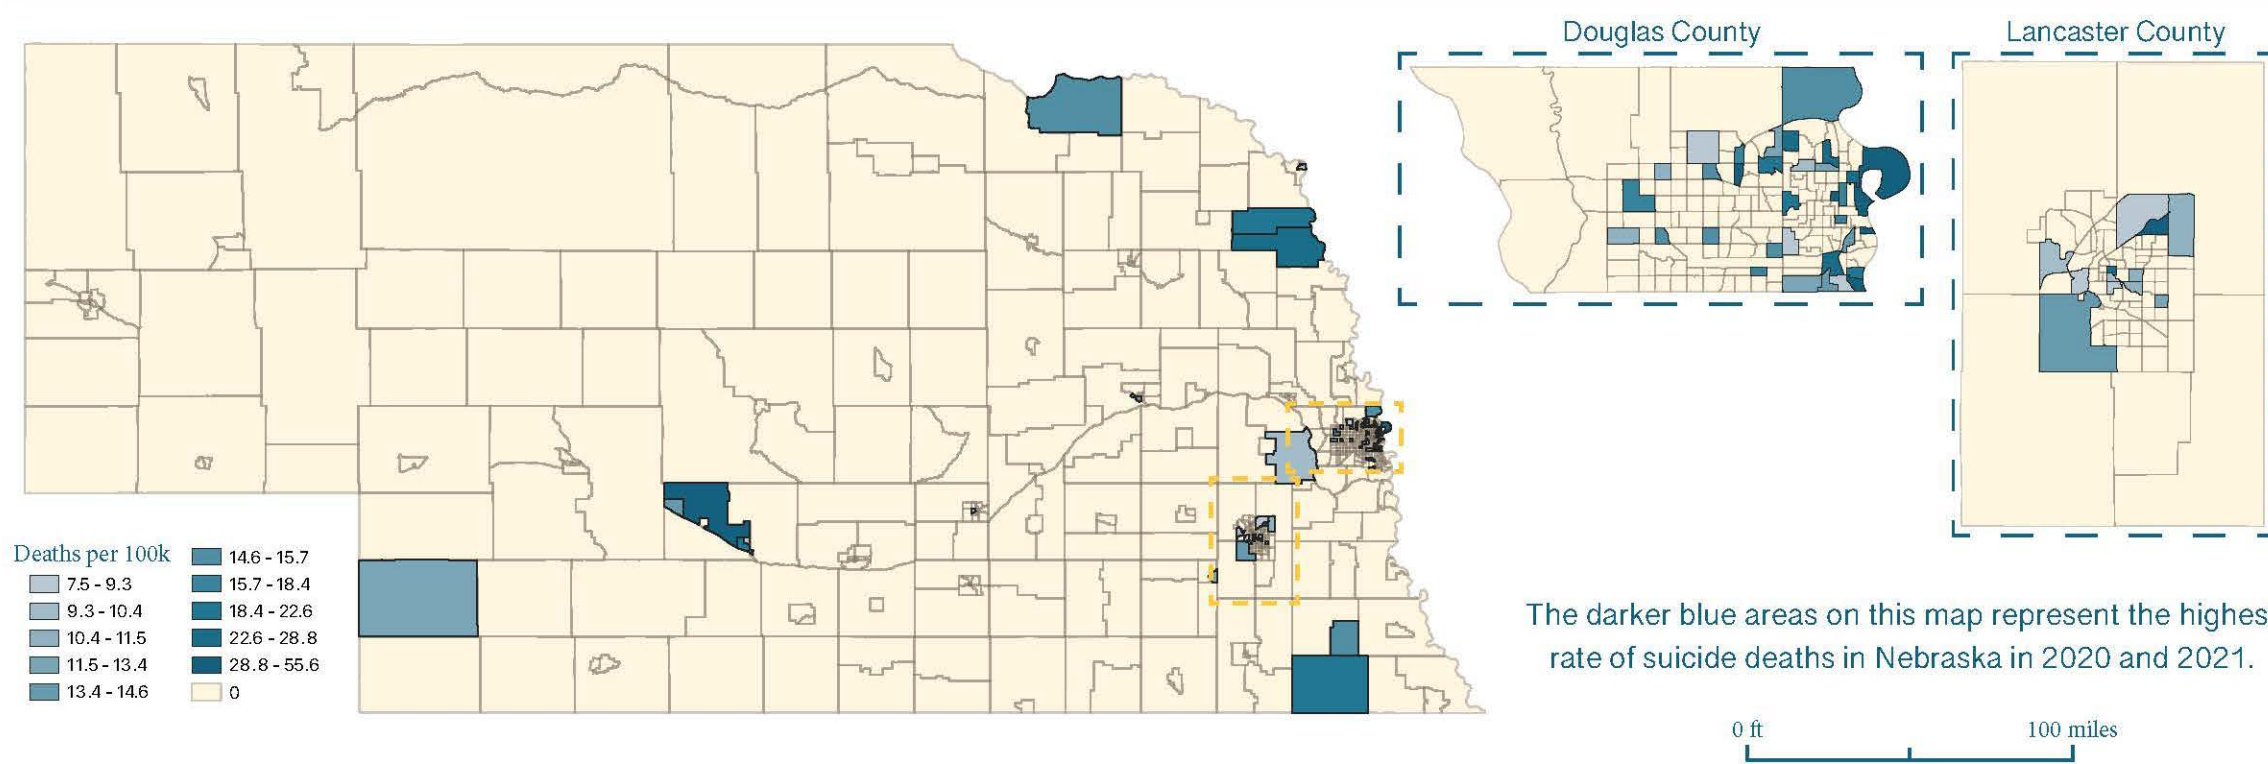 Douglas County
Lancaster County
Deaths per 100k
7.5 - 9.3
9.3 - 10.4
10.4 - 11.5
11.5 - 13.4
13.4 - 14.6
14.6 - 15.7
15.7 - 18.4
18.4 - 22.6
22.6 - 28.8
28.8 - 55.6
0
The darker blue areas on this map represent the highes
rate of suicide deaths in Nebraska in 2020 and 2021.
0 ft
100 miles